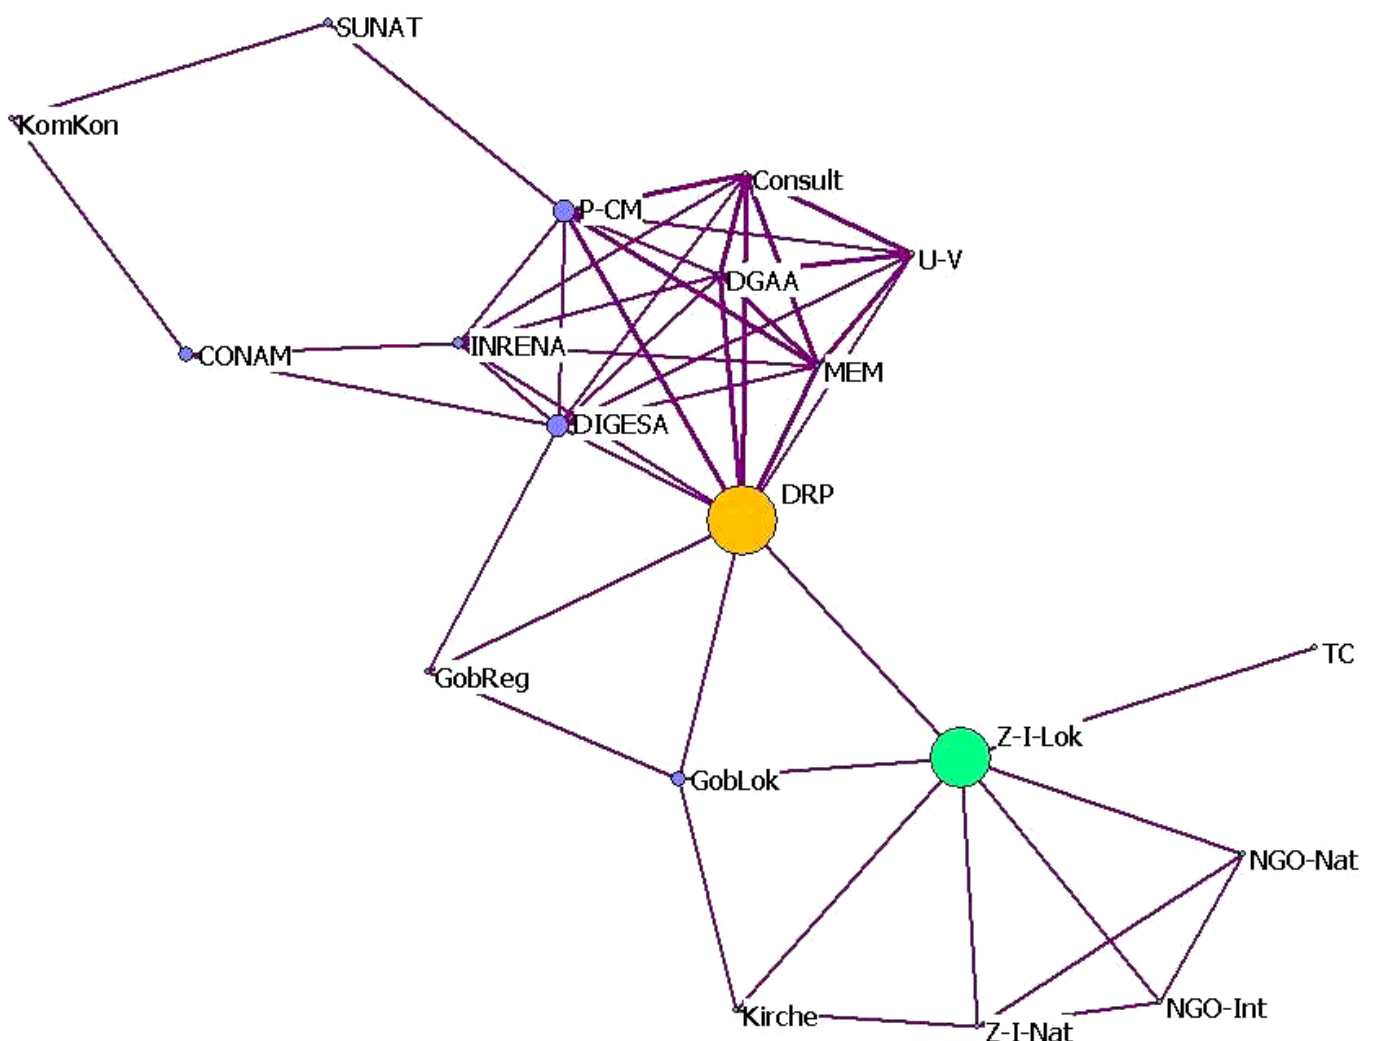 SUNAT
KomKon
Consult
P-CM
U-V
DGAA
INRENA
CONAM
MEM
DIGESA
DRP
TC
GobReg
Z-I-Lok
GobLok
NGO-Nat
NGO-Int
Kirche
Z-I-Nat